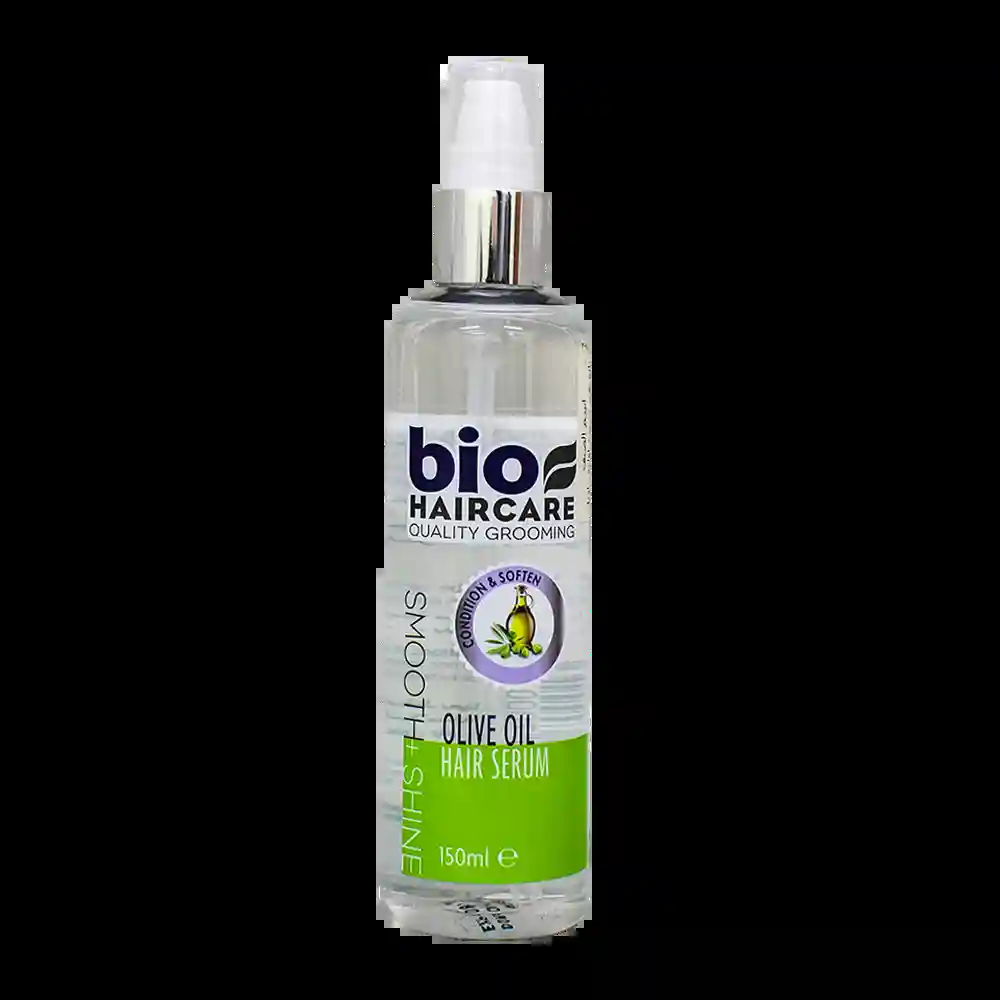 bio
HAIRCARE
QUALITY GROOMING
CONDITION & SOFTEN
SMOOTH + SHINE
OLIVE OIL
HAIR SERUM
150ml ℮